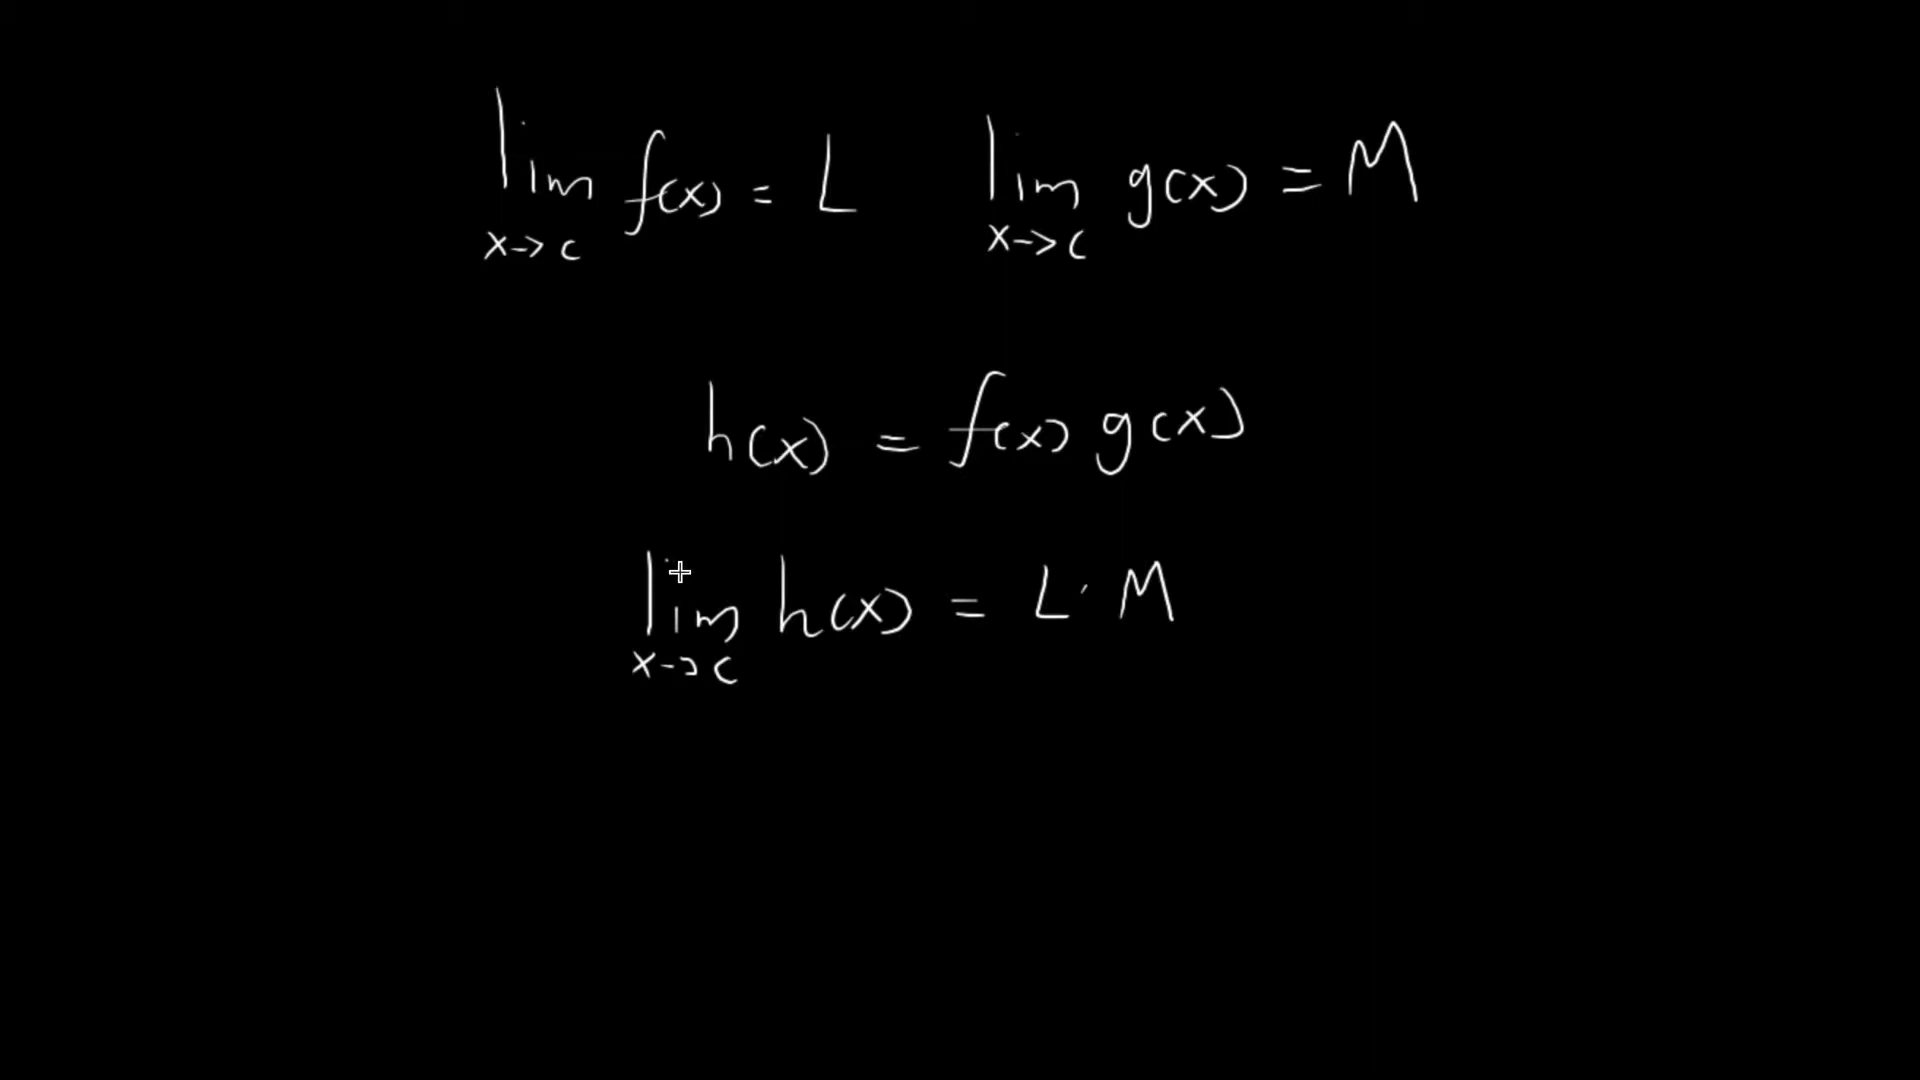 lim f(x) = L lim g(x) = M
x->c x->c
h(x) = f(x) g(x)
lim h(x) = L · M
x->c